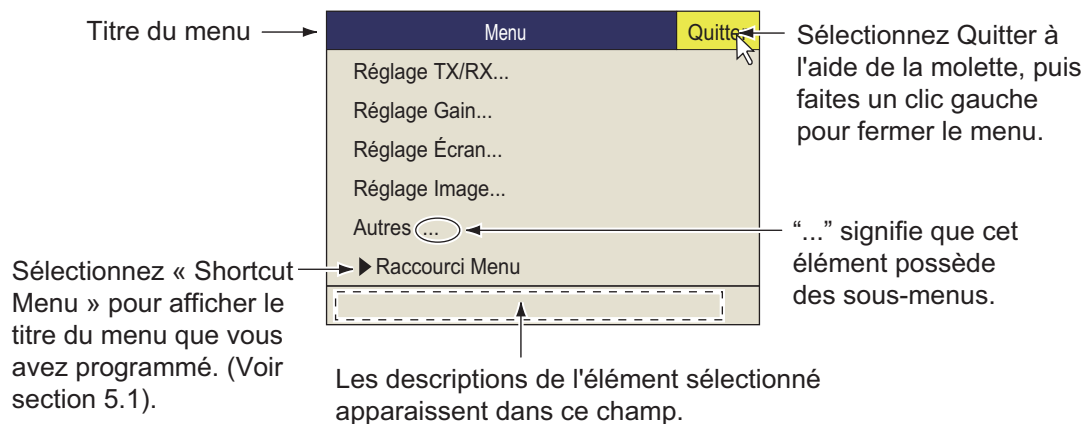 Titre du menu
Menu
Quitter
Sélectionnez Quitter à
l'aide de la molette, puis
faites un clic gauche
pour fermer le menu.
Réglage TX/RX...
Réglage Gain...
Réglage Écran...
Réglage Image...
Autres ...
"..." signifie que cet
élément possède
des sous-menus.
▶Raccourci Menu
Sélectionnez « Shortcut
Menu » pour afficher le
titre du menu que vous
avez programmé. (Voir
section 5.1).
Les descriptions de l'élément sélectionné
apparaissent dans ce champ.